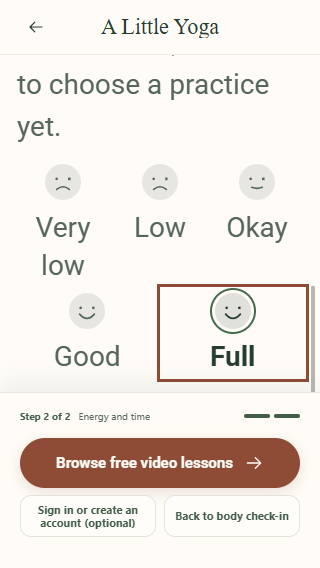 A Little Yoga
to choose a practice
yet.
Very low
Low
Okay
Good
Full
Step 2 of 2 Energy and time
Browse free video lessons
Sign in or create an
account (optional)
Back to body check-in